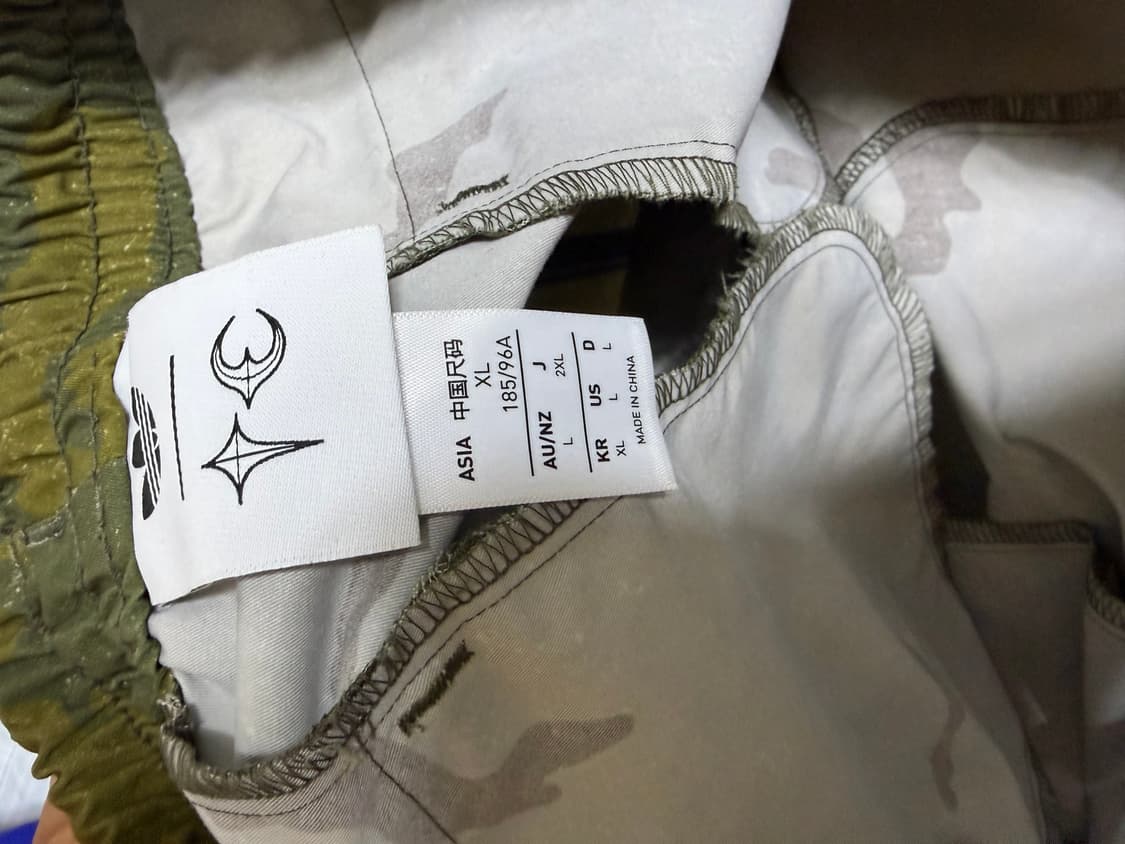 ASIA 中国尺码
XL
185/96A
AU/NZ J
L 2XL
KR US D
XL L L
MADE IN CHINA